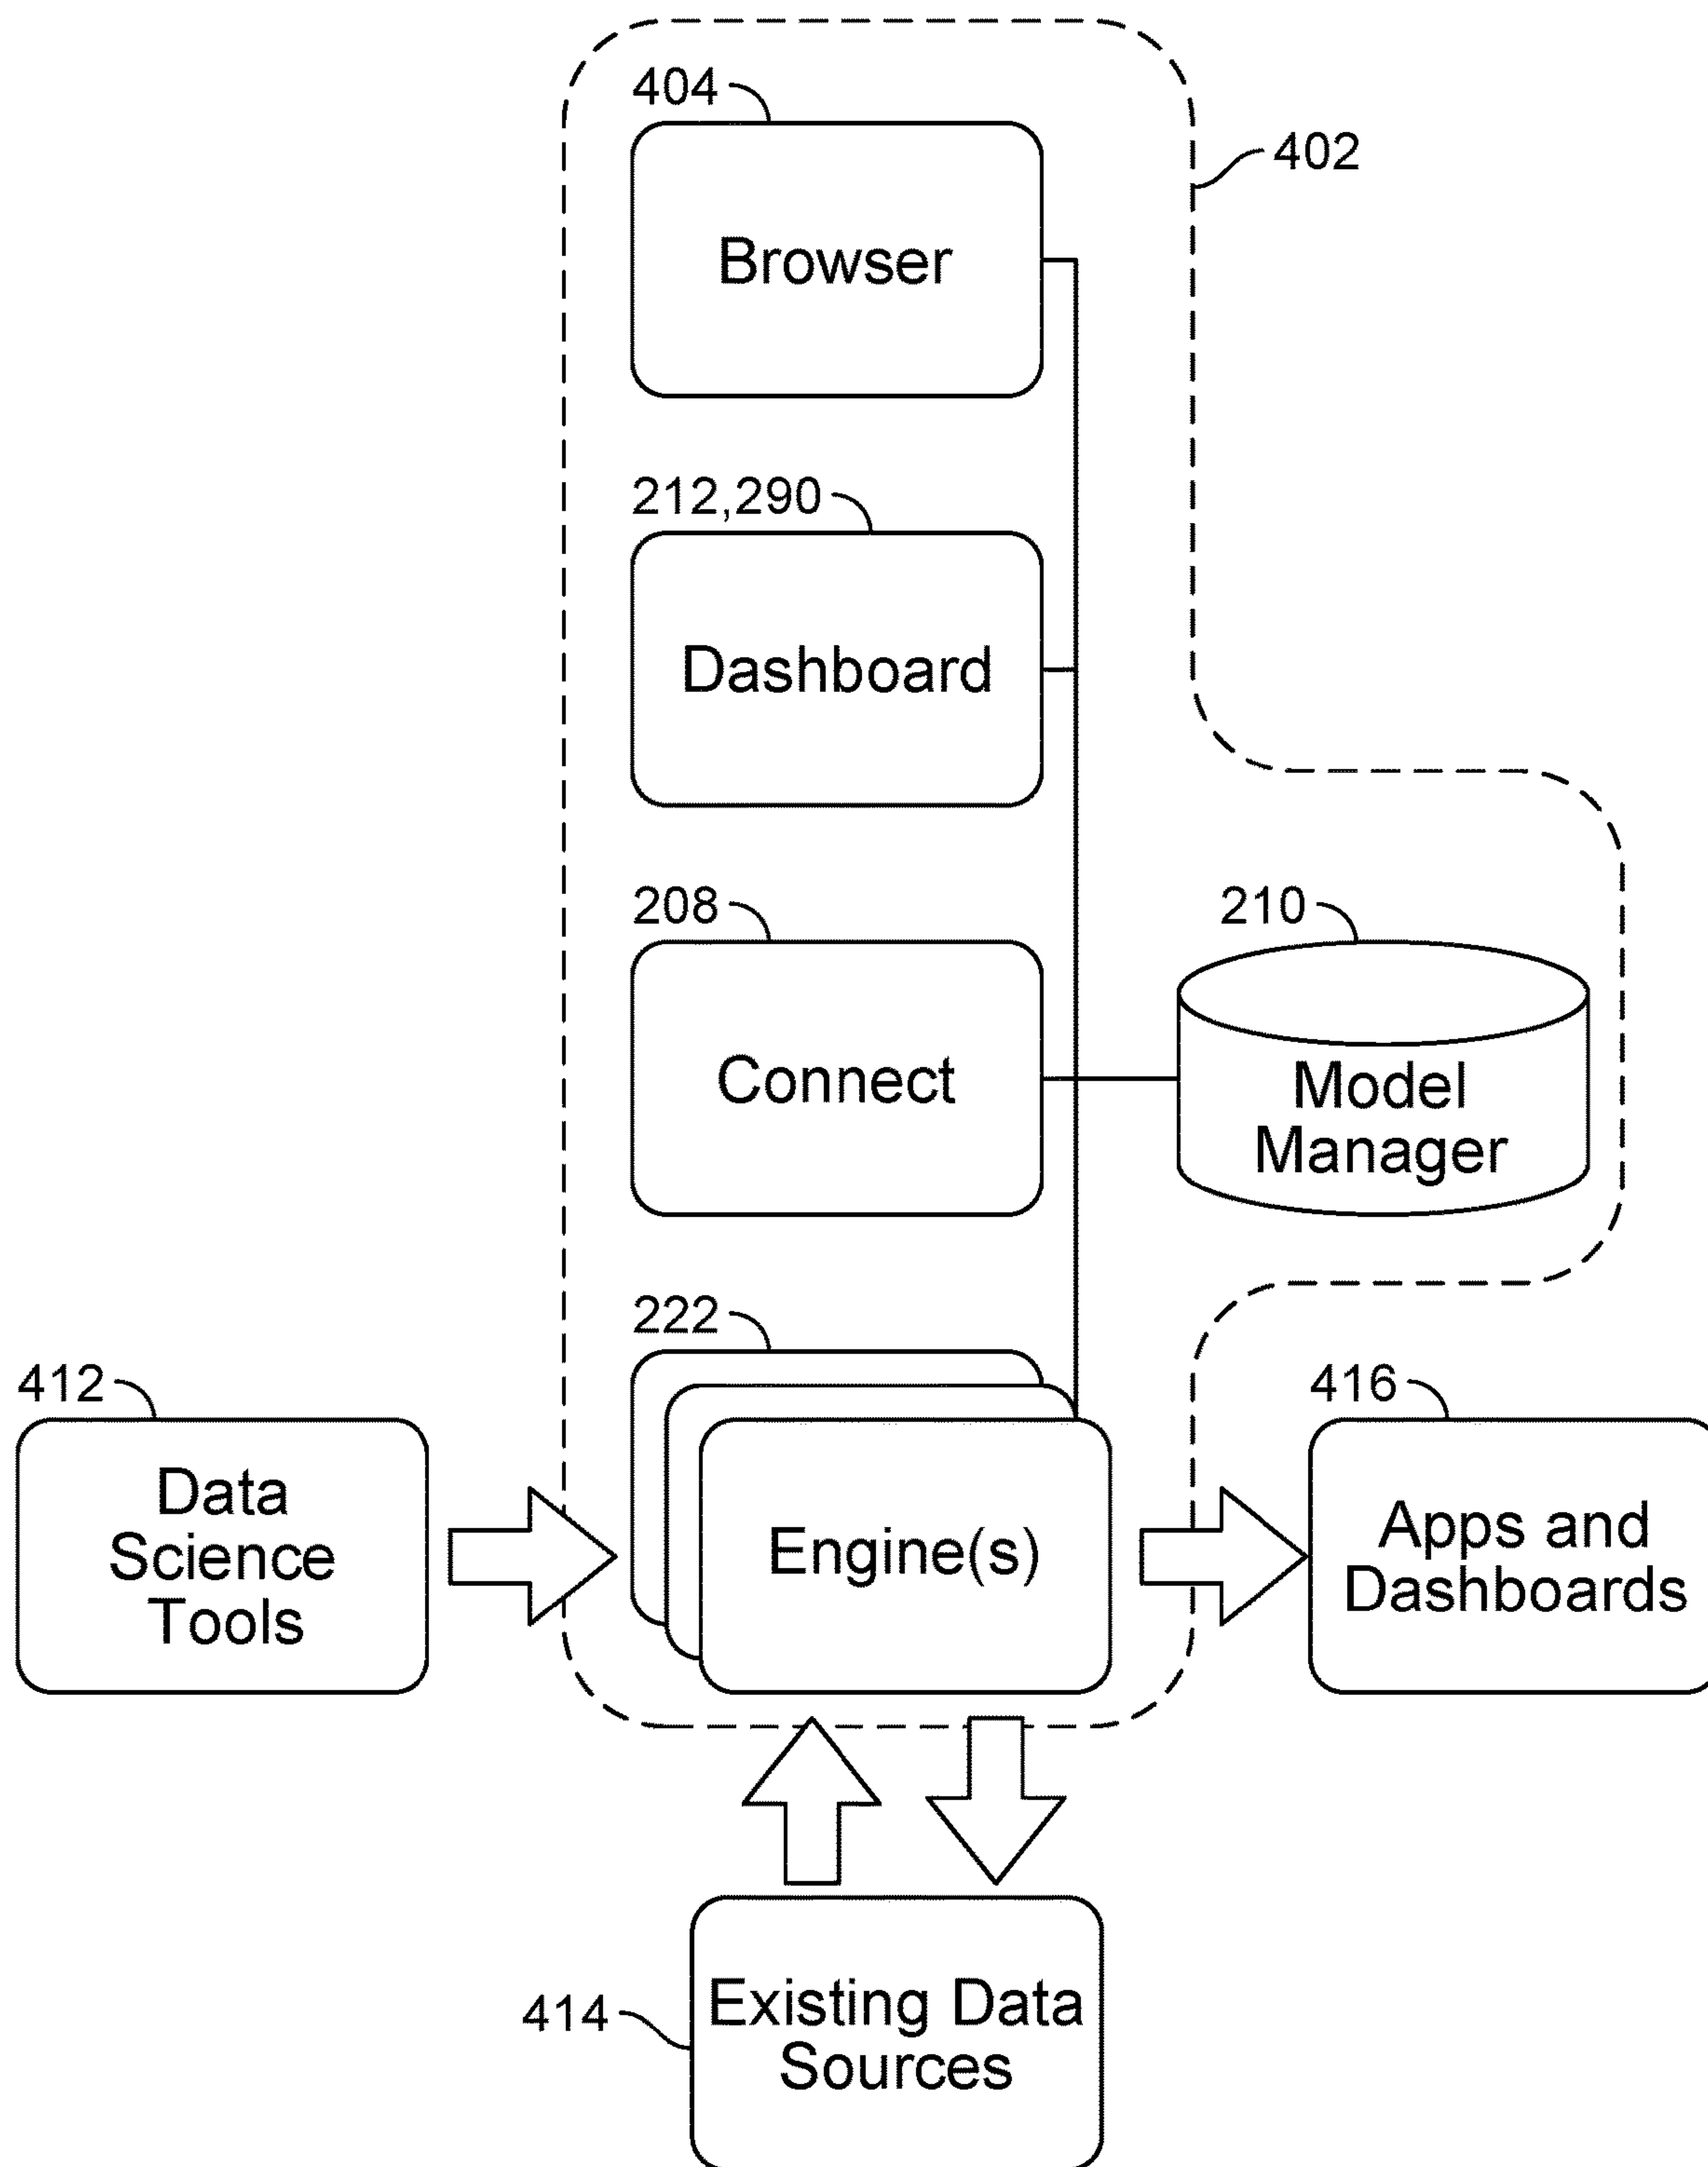 404
402
Browser
212,290
Dashboard
208
210
Connect
Model
Manager
222
412
416
Data
Science
Tools
Engine(s)
Apps and
Dashboards
414
Existing Data
Sources